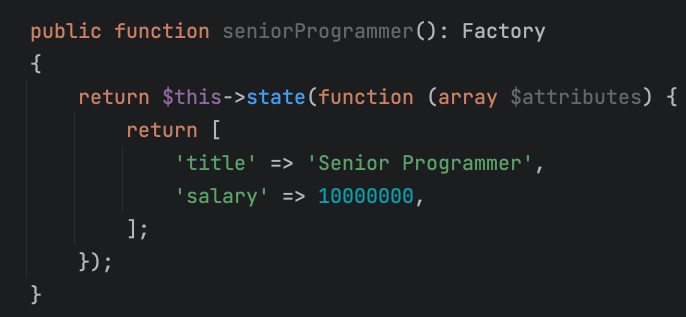 public function seniorProgrammer(): Factory
{
    return $this->state(function (array $attributes) {
        return [
            'title' => 'Senior Programmer',
            'salary' => 10000000,
        ];
    });
}